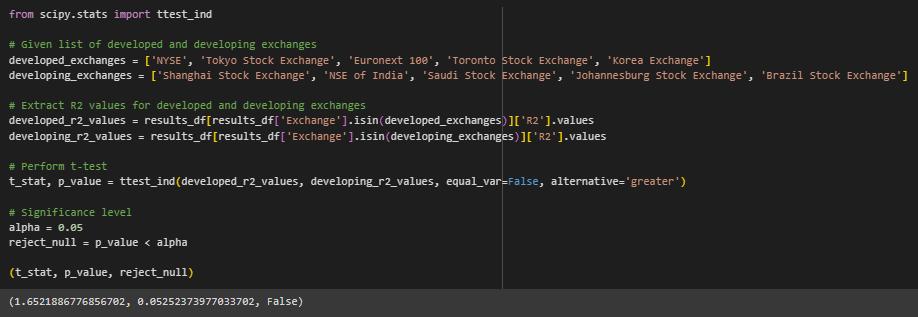 from scipy.stats import ttest_ind
# Given list of developed and developing exchanges
developed_exchanges = ['NYSE', 'Tokyo Stock Exchange', 'Euronext 100', 'Toronto Stock Exchange', 'Korea Exchange']
developing_exchanges = ['Shanghai Stock Exchange', 'NSE of India', 'Saudi Stock Exchange', 'Johannesburg Stock Exchange', 'Brazil Stock Exchange']
# Extract R2 values for developed and developing exchanges
developed_r2_values = results_df[results_df['Exchange'].isin(developed_exchanges)]['R2'].values
developing_r2_values = results_df[results_df['Exchange'].isin(developing_exchanges)]['R2'].values
# Perform t-test
t_stat, p_value = ttest_ind(developed_r2_values, developing_r2_values, equal_var=False, alternative='greater')
# Significance level
alpha = 0.05
reject_null = p_value < alpha
(t_stat, p_value, reject_null)
(1.6521886776856702, 0.05252373977033702, False)